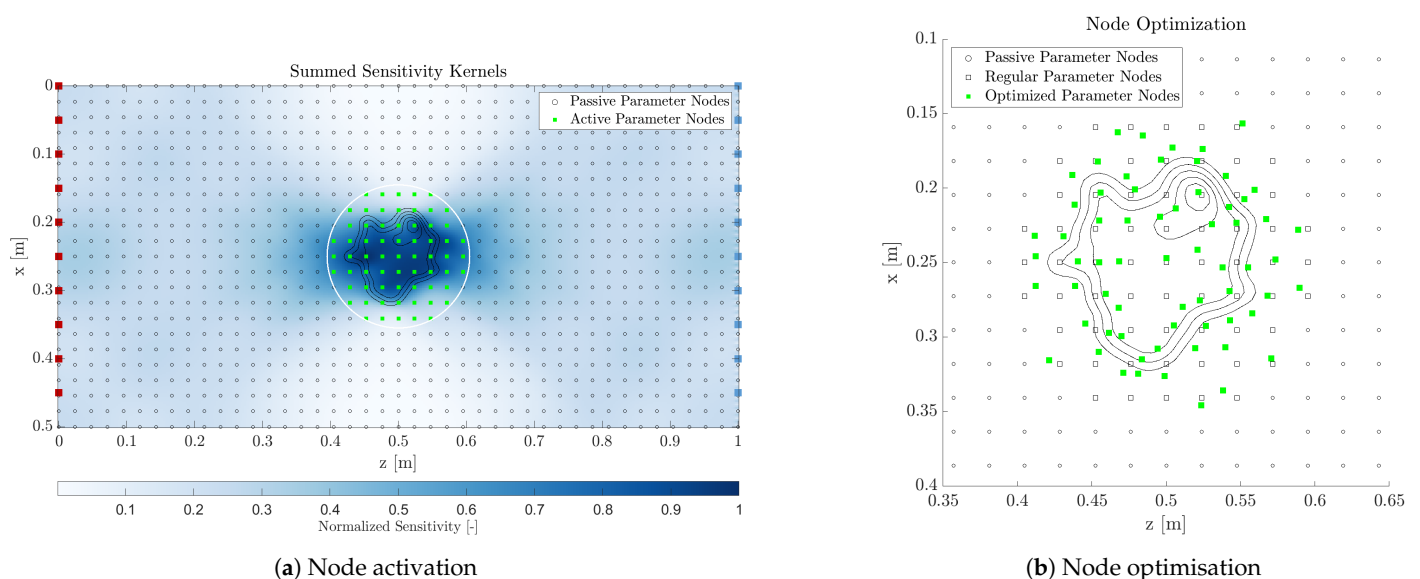 Summed Sensitivity Kernels
Passive Parameter Nodes
Active Parameter Nodes
0
0.1
0.2
0.3
0.4
0.5
x [m]
0 0.1 0.2 0.3 0.4 0.5 0.6 0.7 0.8 0.9 1
z [m]
0.1 0.2 0.3 0.4 0.5 0.6 0.7 0.8 0.9 1
Normalized Sensitivity [-]
(a) Node activation
Node Optimization
Passive Parameter Nodes
Regular Parameter Nodes
Optimized Parameter Nodes
0.1
0.15
0.2
0.25
0.3
0.35
0.4
x [m]
0.35 0.4 0.45 0.5 0.55 0.6 0.65
z [m]
(b) Node optimisation